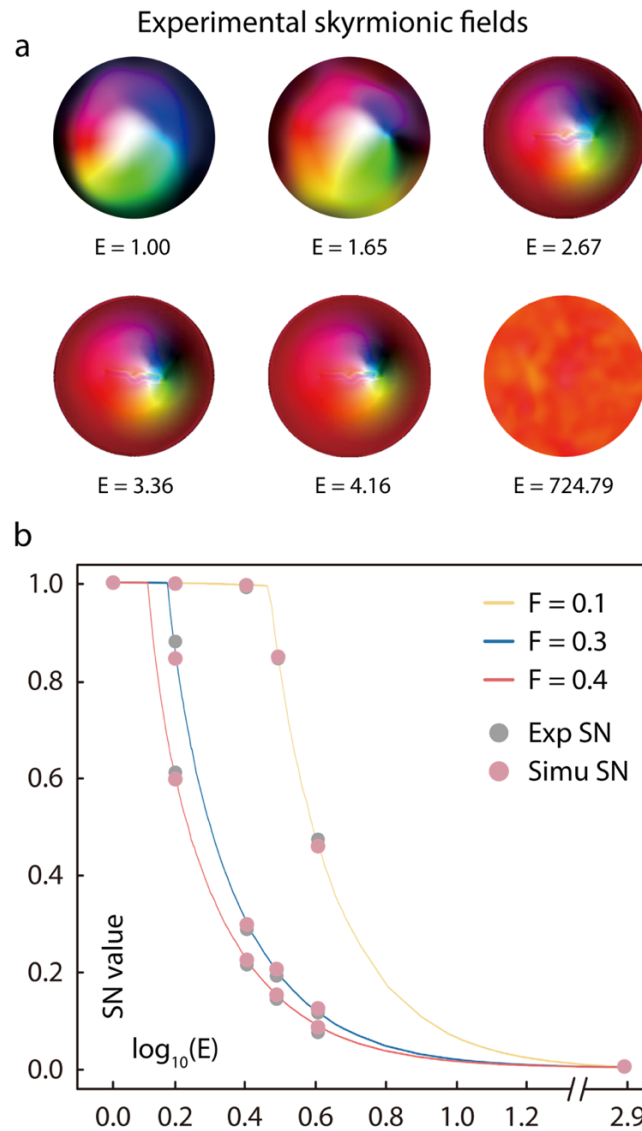 Experimental skyrmionic fields
a
E = 1.00
E = 1.65
E = 2.67
E = 3.36
E = 4.16
E = 724.79
b
1.0
0.8
0.6
0.4
0.2
0.0
SN value
log₁₀(E)
F = 0.1
F = 0.3
F = 0.4
Exp SN
Simu SN
0.0 0.2 0.4 0.6 0.8 1.0 1.2 2.9